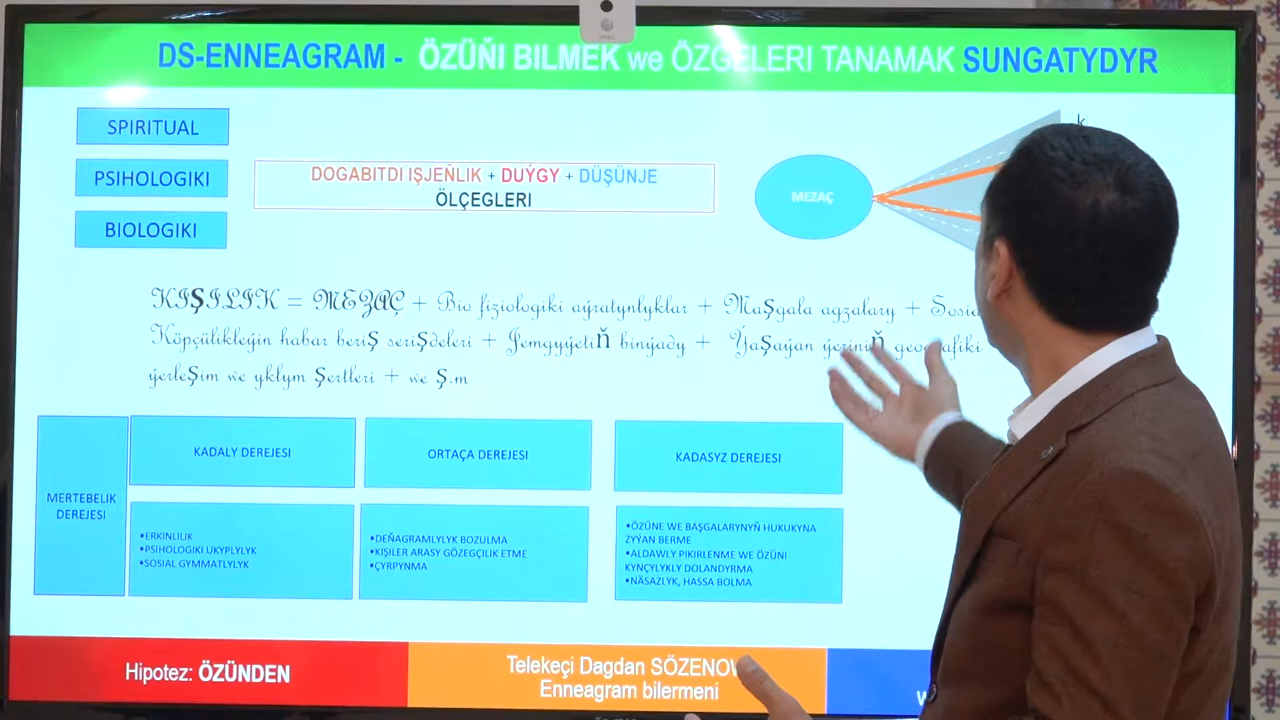 DS-ENNEAGRAM - ÖZÜŇI BILMEK we ÖZGELERI TANAMAK SUNGATYDYR
SPIRITUAL
PSIHOLOGIKI
BIOLOGIKI
DOGABITDI IŞJEŇLIK + DUÝGY + DÜŞÜNJE
ÖLÇEGLERI
MEZAÇ
KIŞILIK = MEZAÇ + Bio fiziologiki aýratynlyklar + Maşgala agzalary +
Köpçülikleýin habar beriş serişdeleri + Jemgyýetiň binýady + Ýaşaýan ýeriniň geografiki
ýerleşim we yklym şertleri + we ş.m
MERTEBELIK
DEREJESI
KADALY DEREJESI
ORTAÇA DEREJESI
KADASYZ DEREJESI
•ERKINLILIK
•PSIHOLOGIKI UKYPLYLYK
•SOSIAL GYMMATLYLYK
•DEŇAGRAMLYLYK BOZULMA
•KIŞILER ARASY GÖZEGÇILIK ETME
•ÇYRPYNMA
•ÖZÜNE WE BAŞGALARYNYŇ HUKUKYNA
ZYÝAN BERME
•ALDAWLY PIKIRLENME WE ÖZÜNI
KYNÇYLYKLY DOLANDYRMA
•NÄSAZLYK, HASSA BOLMA
Hipotez: ÖZÜNDEN
Telekeçi Dagdan
Enneagram bilermeni